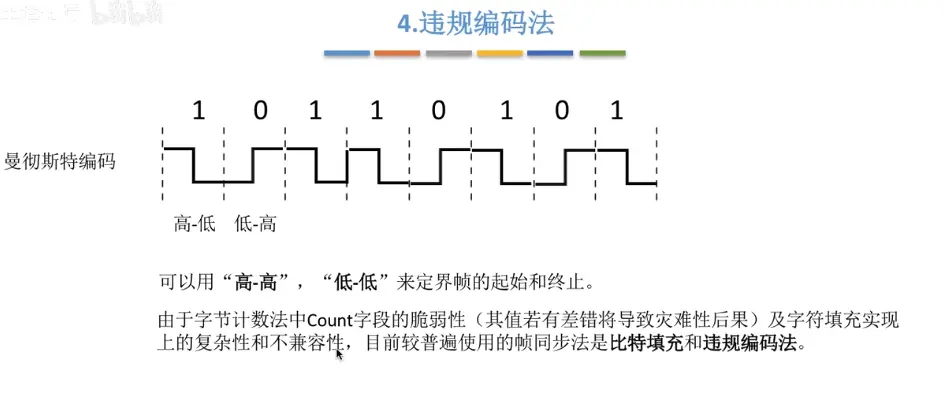 bilibili
4.违规编码法
1 0 1 1 0 1 0 1
曼彻斯特编码
高-低 低-高
可以用“高-高”，“低-低”来定界帧的起始和终止。
由于字节计数法中Count字段的脆弱性（其值若有差错将导致灾难性后果）及字符填充实现
上的复杂性和不兼容性，目前较普遍使用的帧同步法是比特填充和违规编码法。